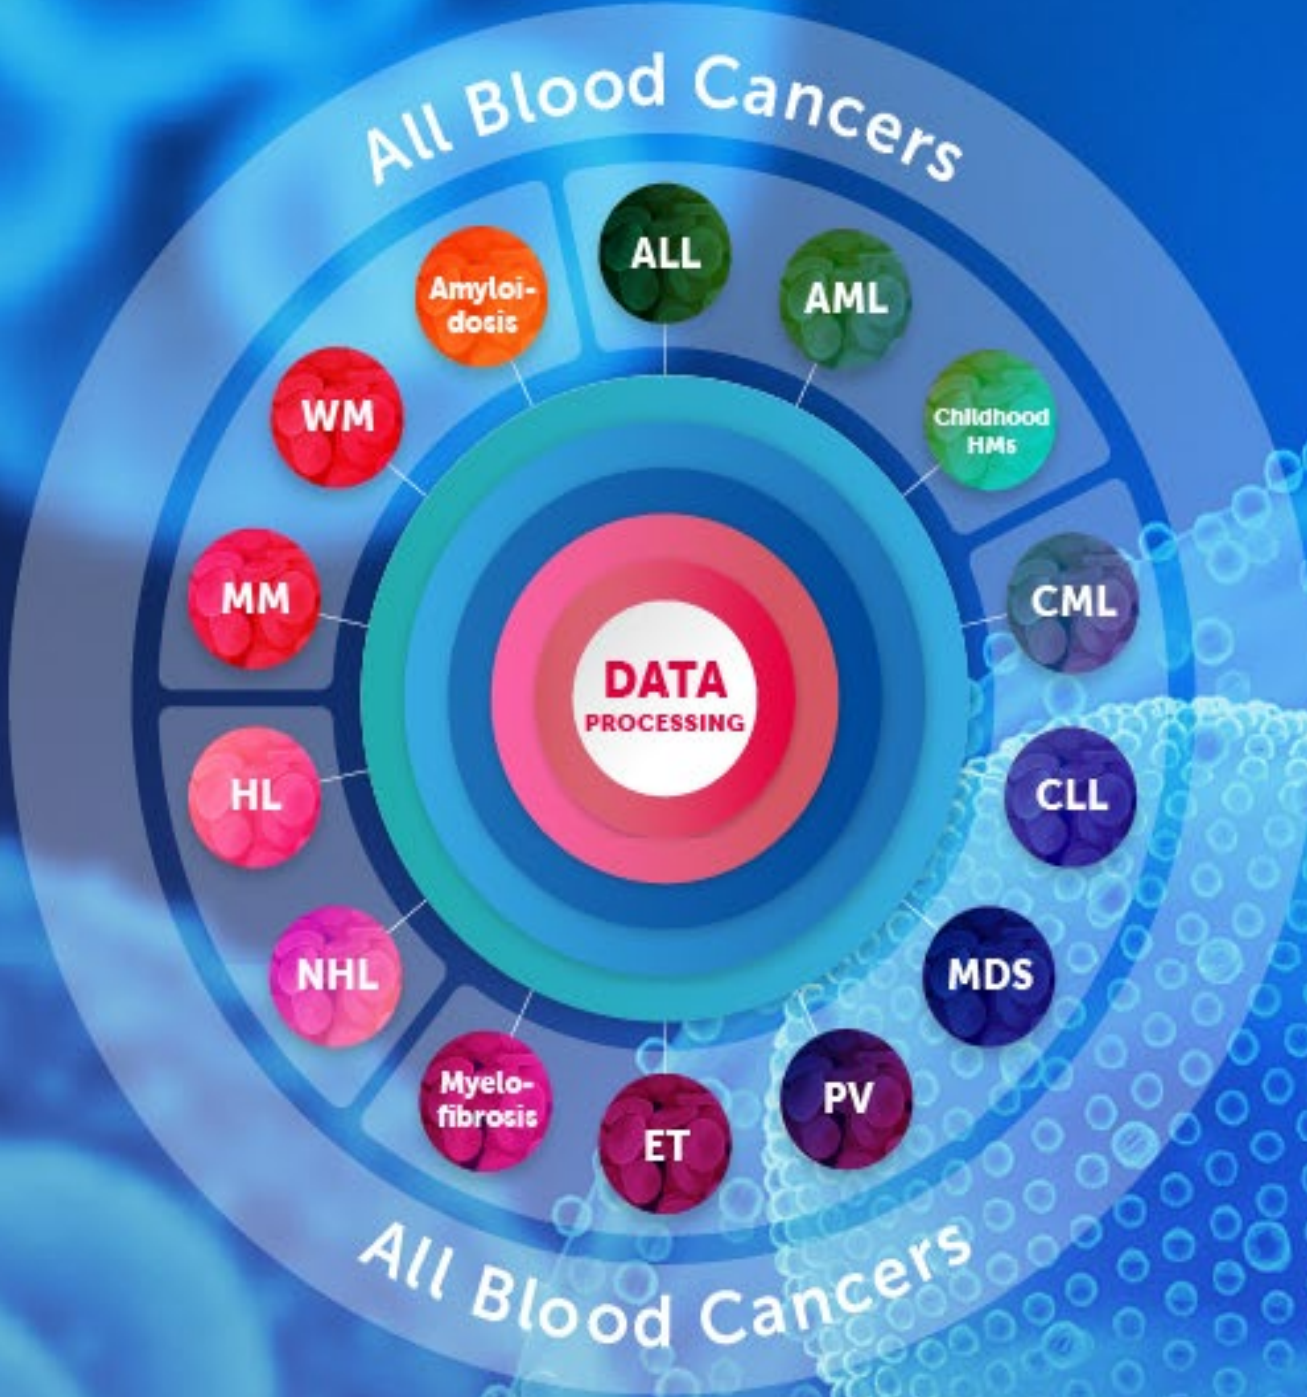 All Blood Cancers
ALL
AML
Childhood
HMs
CML
CLL
MDS
PV
ET
Myelo-
fibrosis
NHL
HL
MM
WM
Amyloi-
dosis
DATA
PROCESSING
All Blood Cancers